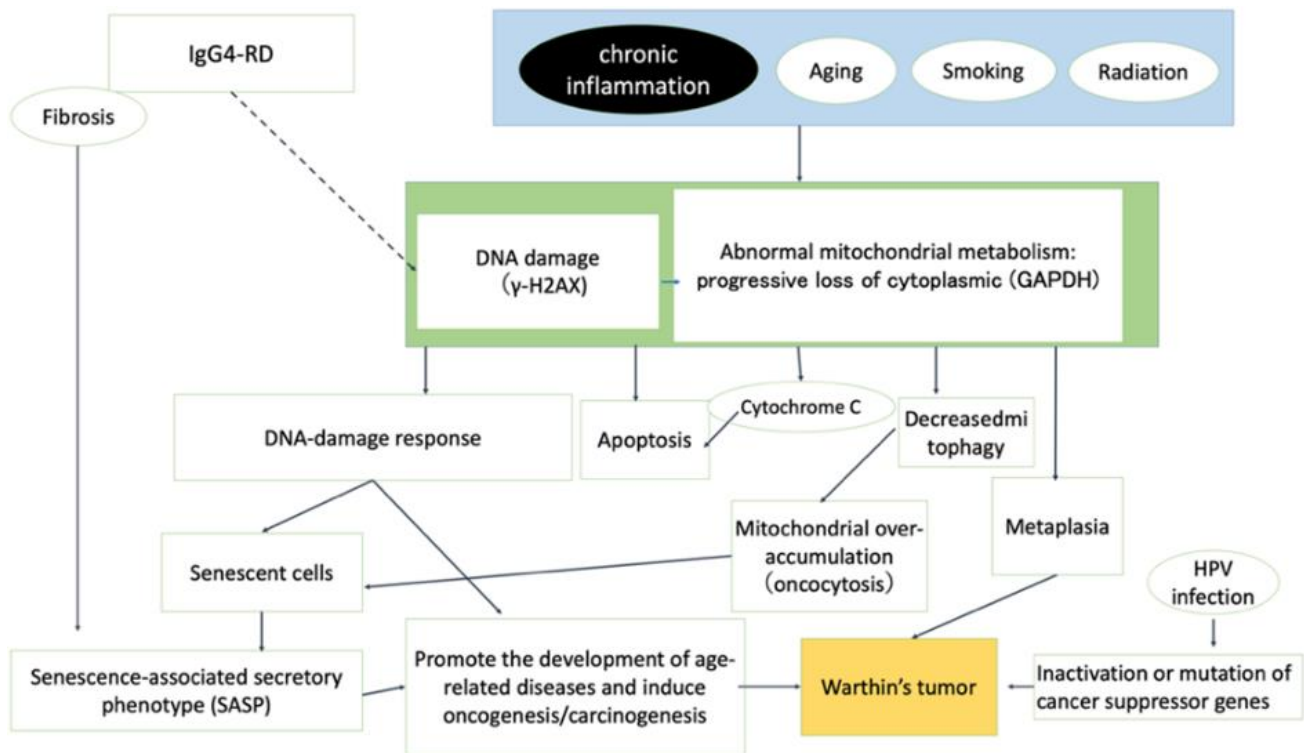 IgG4-RD
Fibrosis
chronic
inflammation
Aging
Smoking
Radiation
DNA damage
(γ-H2AX)
Abnormal mitochondrial metabolism:
progressive loss of cytoplasmic (GAPDH)
DNA-damage response
Apoptosis
Cytochrome C
Decreasedmi
tophagy
Senescent cells
Mitochondrial over-
accumulation
(oncocytosis)
Metaplasia
HPV
infection
Senescence-associated secretory
phenotype (SASP)
Promote the development of age-
related diseases and induce
oncogenesis/carcinogenesis
Warthin's tumor
Inactivation or mutation of
cancer suppressor genes